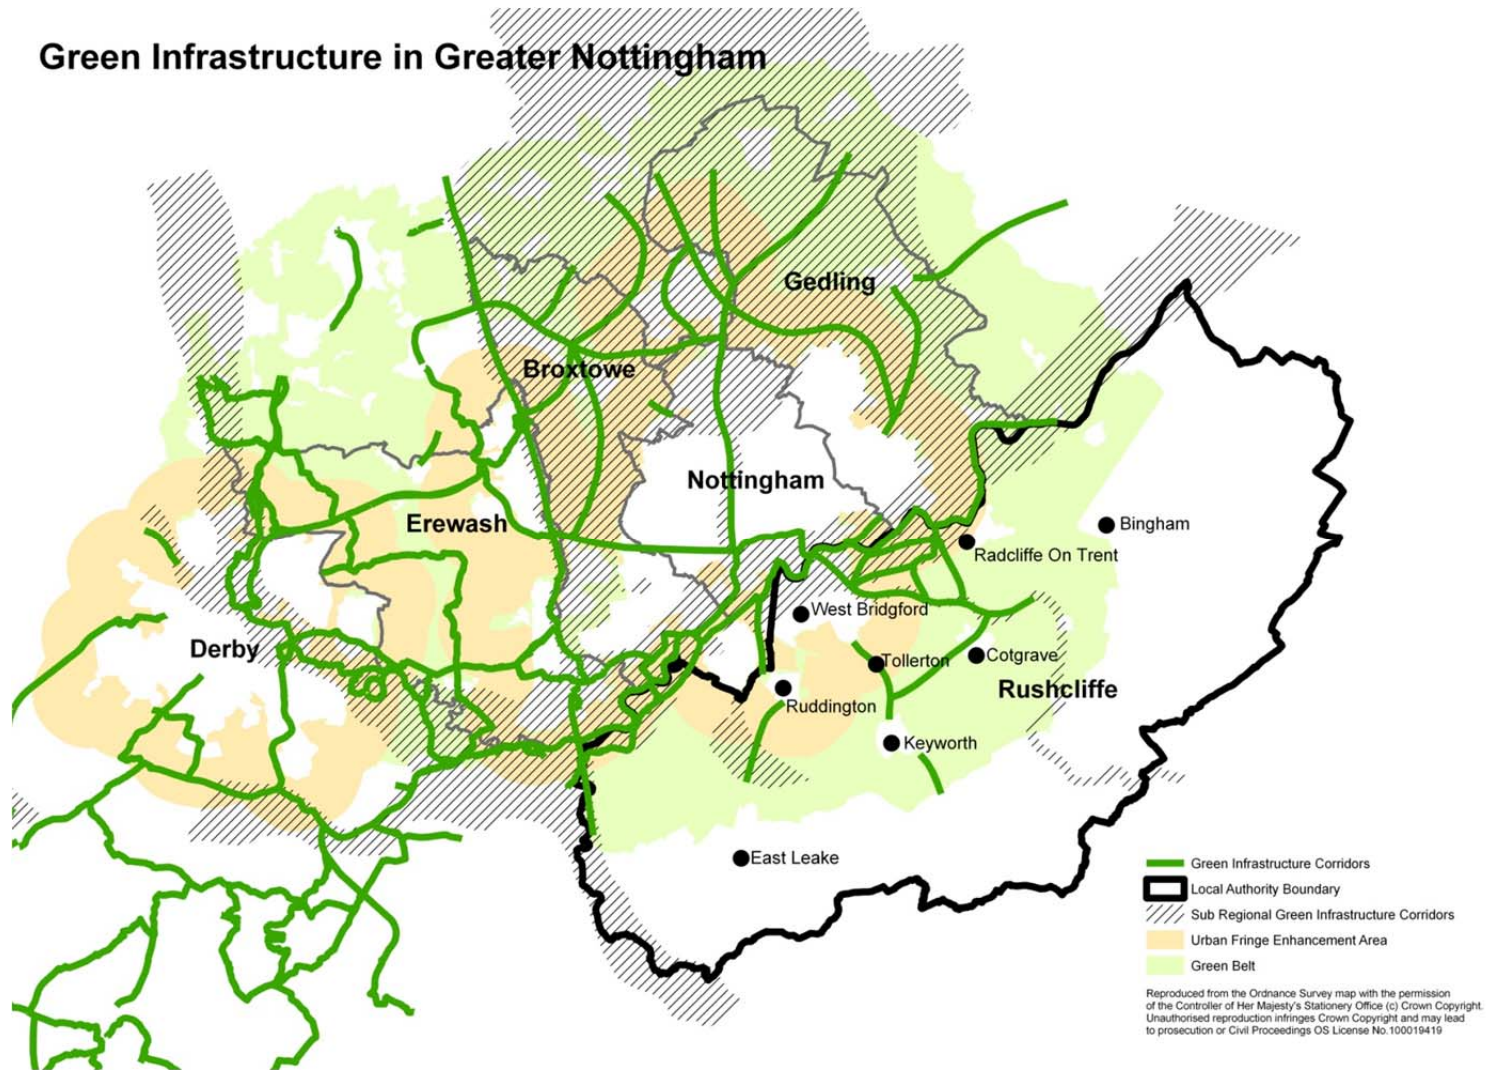 Green Infrastructure in Greater Nottingham
Gedling
Broxtowe
Nottingham
Erewash
Bingham
Radcliffe On Trent
West Bridgford
Derby
Tollerton
Cotgrave
Rushcliffe
Ruddington
Keyworth
East Leake
Green Infrastructure Corridors
Local Authority Boundary
Sub Regional Green Infrastructure Corridors
Urban Fringe Enhancement Area
Green Belt
Reproduced from the Ordnance Survey map with the permission
of the Controller of Her Majesty's Stationery Office (c) Crown Copyright.
Unauthorised reproduction infringes Crown Copyright and may lead
to prosecution or Civil Proceedings OS License No.100019419